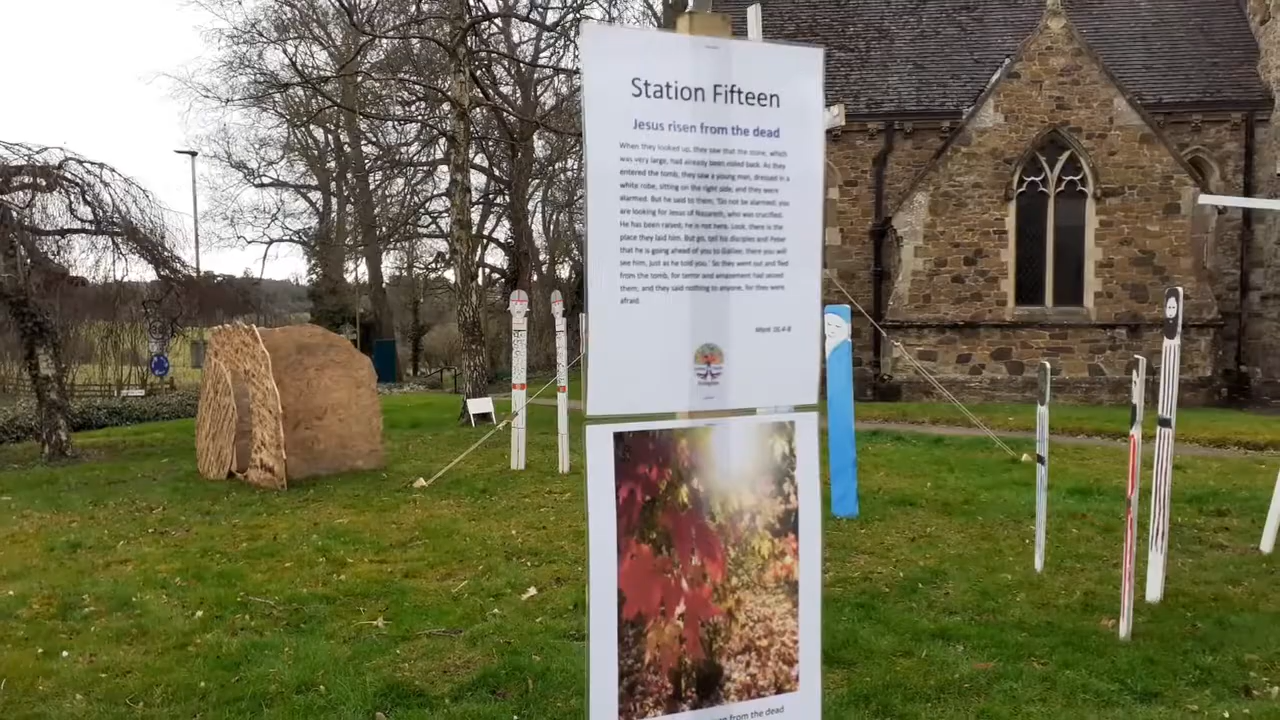 Station Fifteen
Jesus risen from the dead
When they looked up, they saw that the stone, which
was very large, had already been rolled back. As they
entered the tomb, they saw a young man, dressed in a
white robe, sitting on the right side, and they were
alarmed. But he said to them, 'Do not be alarmed; you
are looking for Jesus of Nazareth, who was crucified.
He has been raised; he is not here. Look, there is the
place they laid him. But go, tell his disciples and Peter
that he is going ahead of you to Galilee; there you will
see him, just as he told you.' So they went out and fled
from the tomb, for terror and amazement had seized
them; and they said nothing to anyone, for they were
afraid.
Mark 16.4-8
from the dead